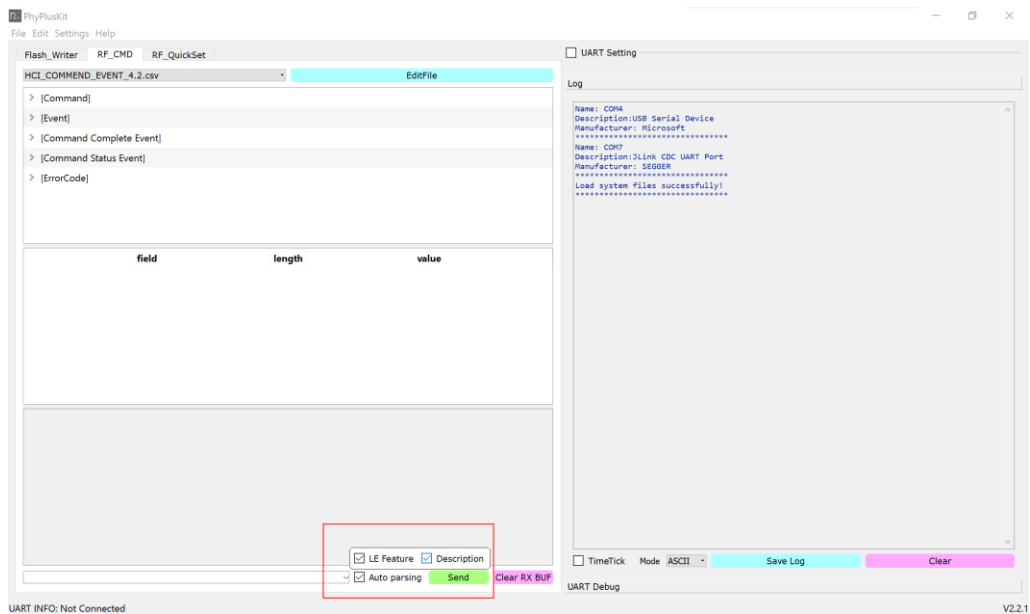 PhyPlusKit
File Edit Settings Help
Flash_Writer RF_CMD RF_QuickSet
HCI_COMMEND_EVENT_4.2.csv EditFile
[Command]
[Event]
[Command Complete Event]
[Command Status Event]
[ErrorCode]
field length value
LE Feature Description
Auto parsing Send Clear RX BUF
UART Setting
Log
Name: COM4
Description:USB Serial Device
Manufacturer: Microsoft
********************************
Name: COM7
Description:JLink CDC UART Port
Manufacturer: SEGGER
********************************
Load system files successfully!
********************************
TimeTick Mode ASCII Save Log Clear
UART Debug
UART INFO: Not Connected V2.2.1